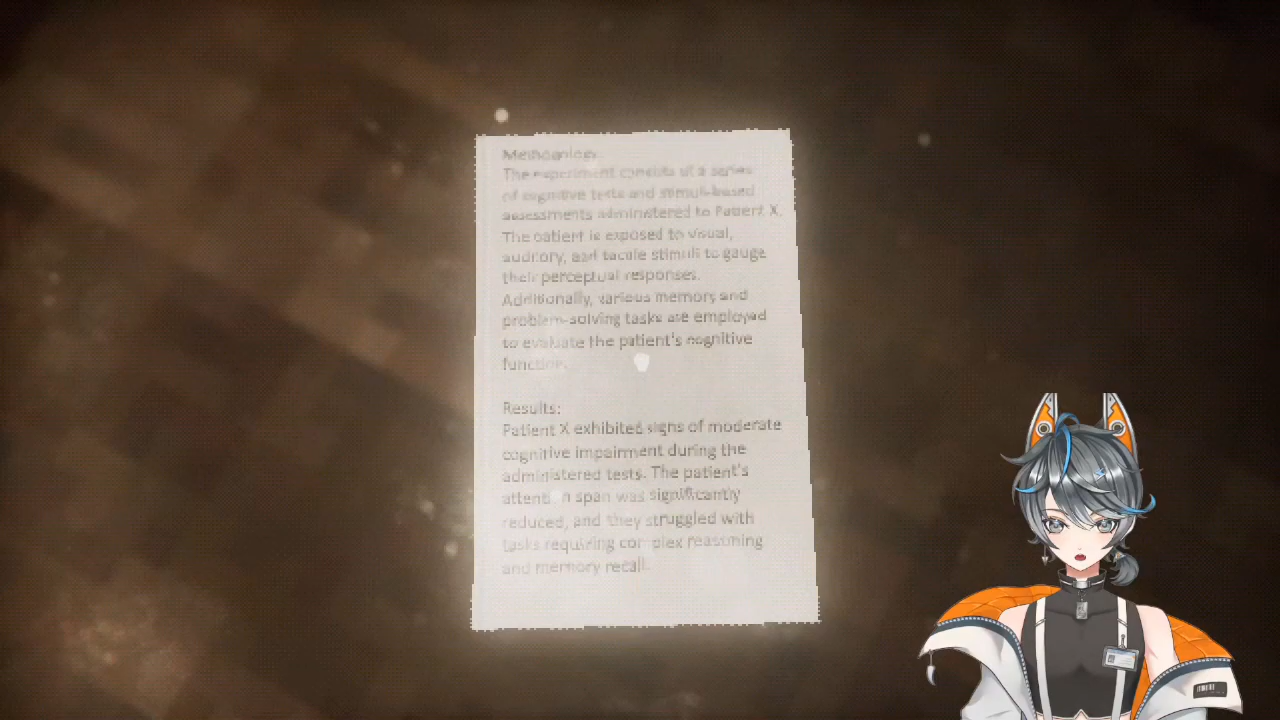 Methodology:
The experiment consists of a series
of cognitive tests and stimuli-based
assessments administered to Patient X.
The patient is exposed to visual,
auditory, and tactile stimuli to gauge
their perceptual responses.
Additionally, various memory and
problem-solving tasks are employed
to evaluate the patient's cognitive
function.
Results:
Patient X exhibited signs of moderate
cognitive impairment during the
administered tests. The patient's
attention span was significantly
reduced, and they struggled with
tasks requiring complex reasoning
and memory recall.